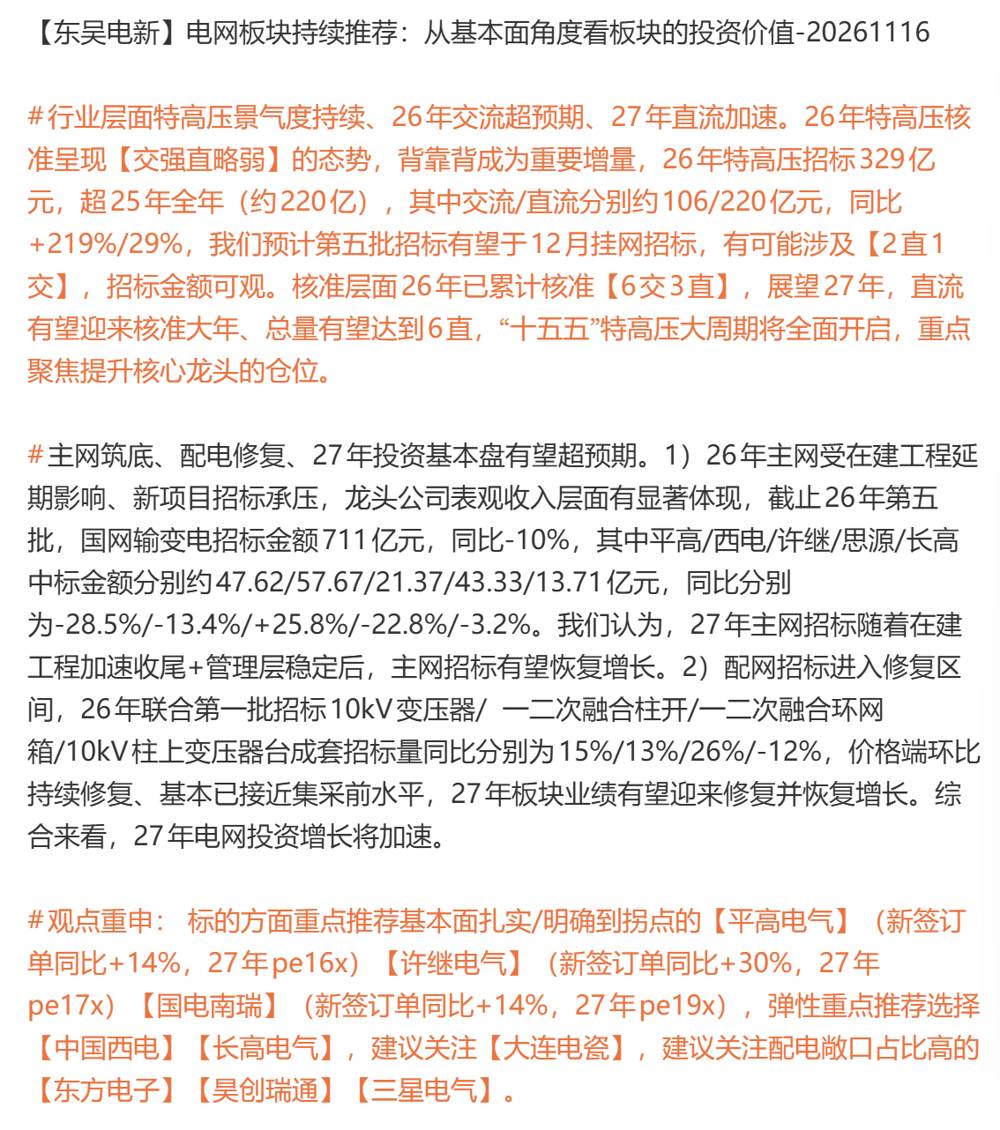 【东吴电新】电网板块持续推荐：从基本面角度看板块的投资价值-20261116
#行业层面特高压景气度持续、26年交流超预期、27年直流加速。26年特高压核
准呈现【交强直略弱】的态势，背靠背成为重要增量，26年特高压招标329亿
元，超25年全年（约220亿），其中交流/直流分别约106/220亿元，同比
+219%/29%，我们预计第五批招标有望于12月挂网招标，有可能涉及【2直1
交】，招标金额可观。核准层面26年已累计核准【6交3直】，展望27年，直流
有望迎来核准大年、总量有望达到6直，“十五五”特高压大周期将全面开启，重点
聚焦提升核心龙头的仓位。
#主网筑底、配电修复、27年投资基本盘有望超预期。1）26年主网受在建工程延
期影响、新项目招标承压，龙头公司表观收入层面有显著体现，截止26年第五
批，国网输变电招标金额711亿元，同比-10%，其中平高/西电/许继/思源/长高
中标金额分别约47.62/57.67/21.37/43.33/13.71亿元，同比分别
为-28.5%/-13.4%/+25.8%/-22.8%/-3.2%。我们认为，27年主网招标随着在建
工程加速收尾+管理层稳定后，主网招标有望恢复增长。2）配网招标进入修复区
间，26年联合第一批招标10kV变压器/ 一二次融合柱开/一二次融合环网
箱/10kV柱上变压器台成套招标量同比分别为15%/13%/26%/-12%，价格端环比
持续修复、基本已接近集采前水平，27年板块业绩有望迎来修复并恢复增长。综
合来看，27年电网投资增长将加速。
#观点重申： 标的方面重点推荐基本面扎实/明确到拐点的【平高电气】（新签订
单同比+14%，27年pe16x）【许继电气】（新签订单同比+30%，27年
pe17x）【国电南瑞】（新签订单同比+14%，27年pe19x），弹性重点推荐选择
【中国西电】【长高电气】，建议关注【大连电瓷】，建议关注配电敞口占比高的
【东方电子】【昊创瑞通】【三星电气】。